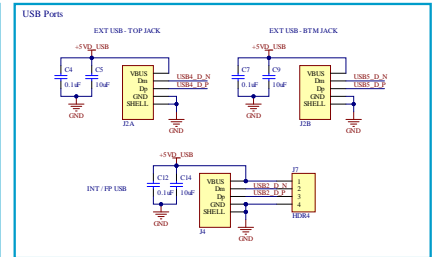 USB Ports
EXT USB - TOP JACK
EXT USB - BTM JACK
+5VD_USB
+5VD_USB
C4
C5
0.1uF
10uF
VBUS
Dm
Dp
GND
SHELL
USB4_D_N
USB4_D_P
GND
J2A
GND
C7
C9
0.1uF
10uF
VBUS
Dm
Dp
GND
SHELL
USB5_D_N
USB5_D_P
GND
J2B
GND
+5VD_USB
INT / FP USB
C12
C14
0.1uF
10uF
VBUS
Dm
Dp
GND
SHELL
USB2_D_N
USB2_D_P
J7
1
2
3
4
HDR4
GND
J4
GND